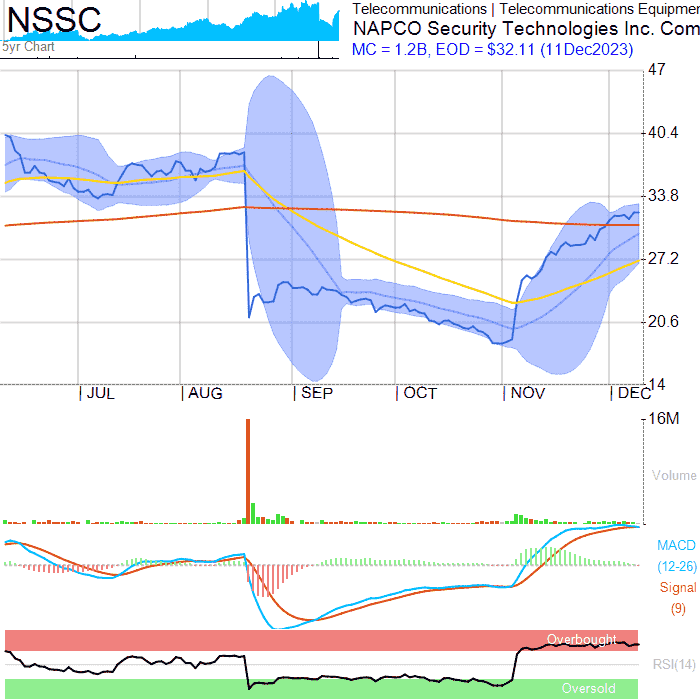 NSSC
5yr Chart
Telecommunications | Telecommunications Equipmen
NAPCO Security Technologies Inc. Com
MC = 1.2B, EOD = $32.11 (11Dec2023)
47
40.4
33.8
27.2
20.6
14
JUL AUG SEP OCT NOV DEC
16M
Volume
MACD
(12-26)
Signal
(9)
Overbought
RSI(14)
Oversold